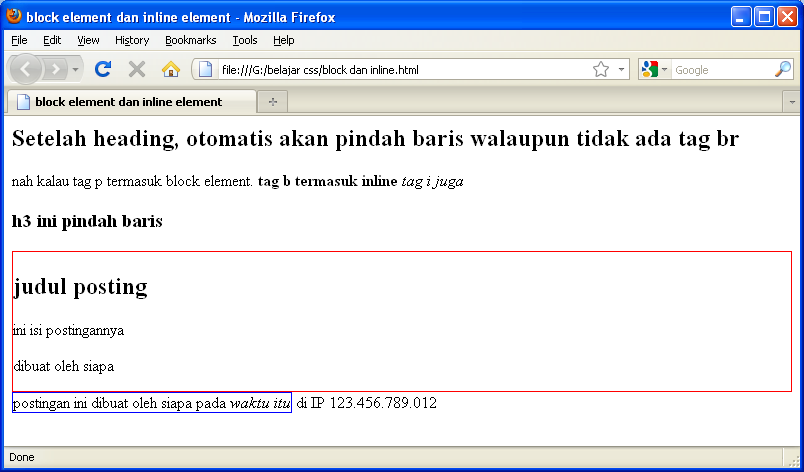 block element dan inline element - Mozilla Firefox
File Edit View History Bookmarks Tools Help
file:///G:/belajar css/block dan inline.html Google
block element dan inline element
Setelah heading, otomatis akan pindah baris walaupun tidak ada tag br
nah kalau tag p termasuk block element. tag b termasuk inline tag i juga
h3 ini pindah baris
judul posting
ini isi postingannya
dibuat oleh siapa
postingan ini dibuat oleh siapa pada waktu itu di IP 123.456.789.012
Done